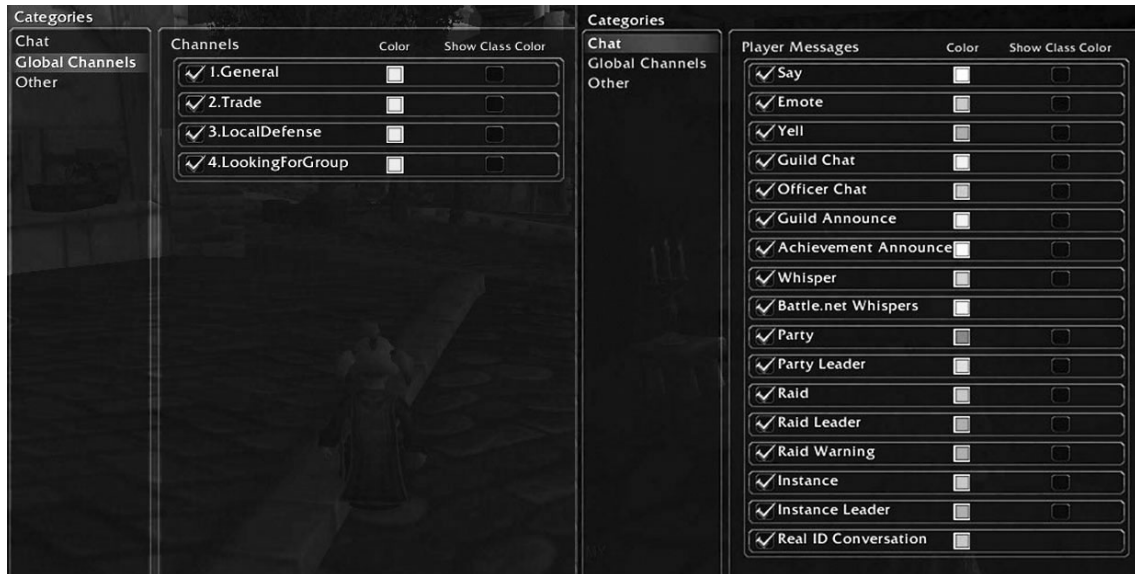 Categories
Chat
Global Channels
Other
Channels Color Show Class Color
1.General
2.Trade
3.LocalDefense
4.LookingForGroup
Categories
Chat
Global Channels
Other
Player Messages Color Show Class Color
Say
Emote
Yell
Guild Chat
Officer Chat
Guild Announce
Achievement Announce
Whisper
Battle.net Whispers
Party
Party Leader
Raid
Raid Leader
Raid Warning
Instance
Instance Leader
Real ID Conversation